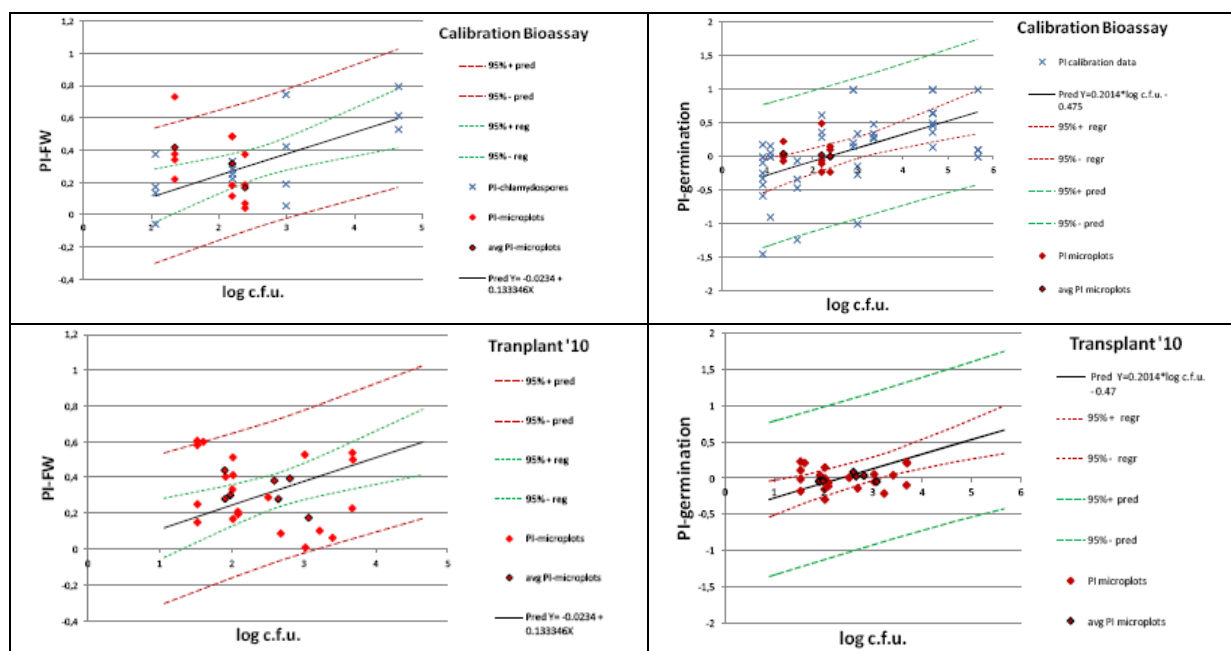 1,2
1
0,8
0,6
0,4
0,2
0
-0,2
-0,4
0 1 2 3 4 5
PI-FW
log c.f.u.
Calibration Bioassay
95% + pred
95% - pred
95% + reg
95% - reg
PI-chlamydospores
PI-microplots
avg PI-microplots
Pred Y= -0.0234 +
0.133346X
2
1,5
1
0,5
0
-0,5
-1
-1,5
-2
0 1 2 3 4 5 6
PI-germination
log c.f.u.
Calibration Bioassay
PI calibration data
Pred Y=0.2014*log c.f.u. -
0.475
95% + regr
95% - regr
95%+ pred
95% - pred
PI microplots
avg PI microplots
1,2
1
0,8
0,6
0,4
0,2
0
-0,2
-0,4
0 1 2 3 4 5
PI-FW
log c.f.u.
Tranplant '10
95% + pred
95% - pred
95% + reg
95% - reg
PI-microplots
avg PI-microplots
Pred Y= -0.0234 +
0.133346X
2
1,5
1
0,5
0
-0,5
-1
-1,5
-2
0 1 2 3 4 5 6
PI-germination
log c.f.u.
Transplant '10
Pred Y=0.2014*log c.f.u.
-0.47
95% + regr
95% - regr
95%+ pred
95% - pred
PI microplots
avg PI microplots